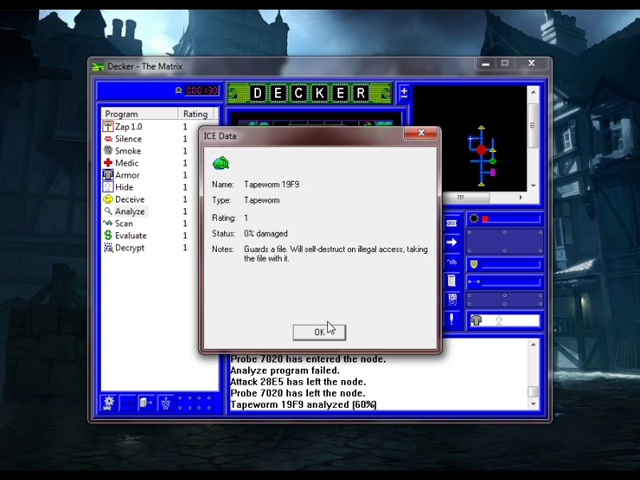 Decker - The Matrix
000130
DECKER
Program Rating
Zap 1.0 1
Silence 1
Smoke 1
Medic 1
Armor 1
Hide 1
Deceive 1
Analyze 1
Scan 1
Evaluate 1
Decrypt 1
ICE Data
Name: Tapeworm 19F9
Type: Tapeworm
Rating: 1
Status: 0% damaged
Notes: Guards a file. Will self-destruct on illegal access, taking
the file with it.
OK
Probe 7020 has entered the node.
Analyze program failed.
Attack 28E5 has left the node.
Probe 7020 has left the node.
Tapeworm 19F9 analyzed (60%)